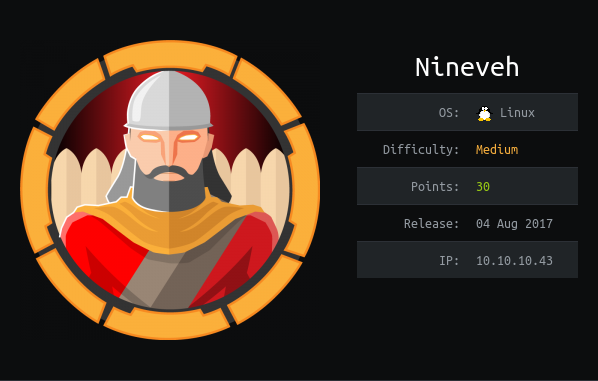 Nineveh
OS: Linux
Difficulty: Medium
Points: 30
Release: 04 Aug 2017
IP: 10.10.10.43